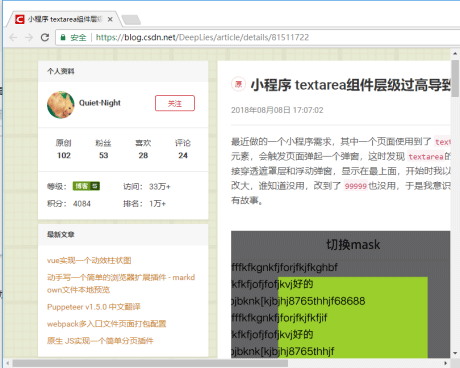 小程序 textarea组件层级
安全 | https://blog.csdn.net/DeepLies/article/details/81511722
个人资料
Quiet-Night
关注
原创 粉丝 喜欢 评论
102 53 28 24
等级： 博客 5 访问： 33万+
积分： 4084 排名： 1万+
最新文章
vue实现一个动效柱状图
动手写一个简单的浏览器扩展插件 - markd
own文件本地预览
Puppeteer v1.5.0 中文翻译
webpack多入口文件页面打包配置
原生 JS实现一个简单分页插件
原 小程序 textarea组件层级过高导致
2018年08月08日 17:07:02
最近做的一个小程序需求，其中一个页面使用到了 text
元素，会触发页面弹起一个弹窗，这时发现 textarea的
接穿透遮罩层和浮动弹窗，显示在最上面，开始时我以
改大，谁知道没用，改到了 99999也没用，于是我意识
有故事。
切换mask
fffkfkgnkfjforjfkjfkghbf
kfkfjofjfofjfkvj好的
pjbknk[kjbjhj8765thhjf68688
fffkfkgnkfjforjfkjfkfjif
kfkfjofjfofjfkvj好的
pjbknk[kjbjhj8765thhjf